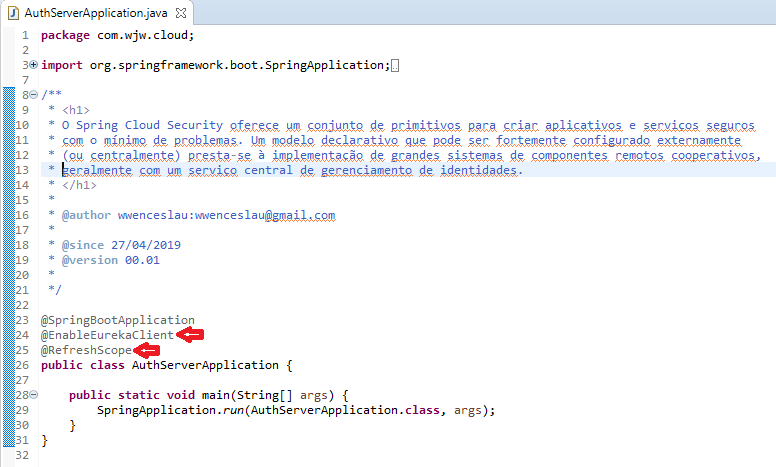 AuthServerApplication.java
1 package com.wjw.cloud;
2
3 import org.springframework.boot.SpringApplication;
7
8 /**
9 * <h1>
10 * O Spring Cloud Security oferece um conjunto de primitivos para criar aplicativos e serviços seguros
11 * com o mínimo de problemas. Um modelo declarativo que pode ser fortemente configurado externamente
12 * (ou centralmente) presta-se à implementação de grandes sistemas de componentes remotos cooperativos,
13 * geralmente com um serviço central de gerenciamento de identidades.
14 * </h1>
15 *
16 * @author wwenceslau:wwenceslau@gmail.com
17 *
18 * @since 27/04/2019
19 * @version 00.01
20 *
21 */
22
23 @SpringBootApplication
24 @EnableEurekaClient
25 @RefreshScope
26 public class AuthServerApplication {
27
28 public static void main(String[] args) {
29 SpringApplication.run(AuthServerApplication.class, args);
30 }
31 }
32